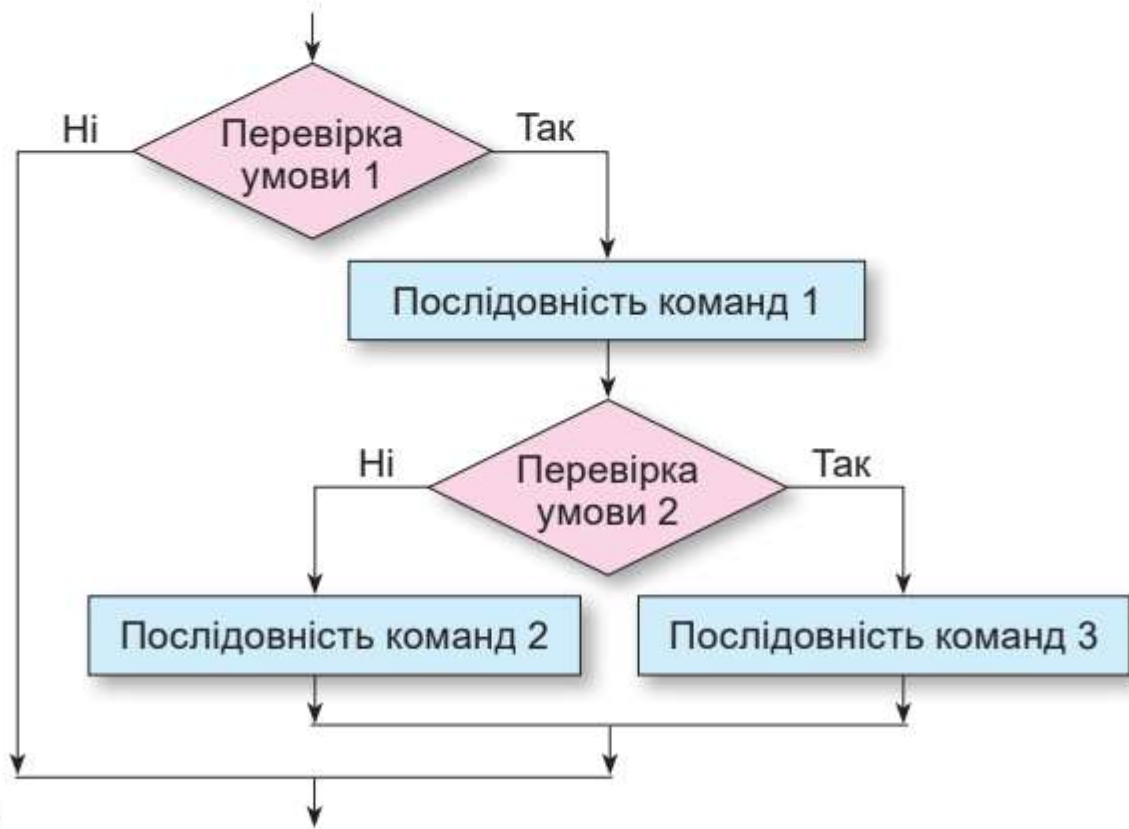 Ні
Перевірка
умови 1
Так
Послідовність команд 1
Ні
Перевірка
умови 2
Так
Послідовність команд 2
Послідовність команд 3